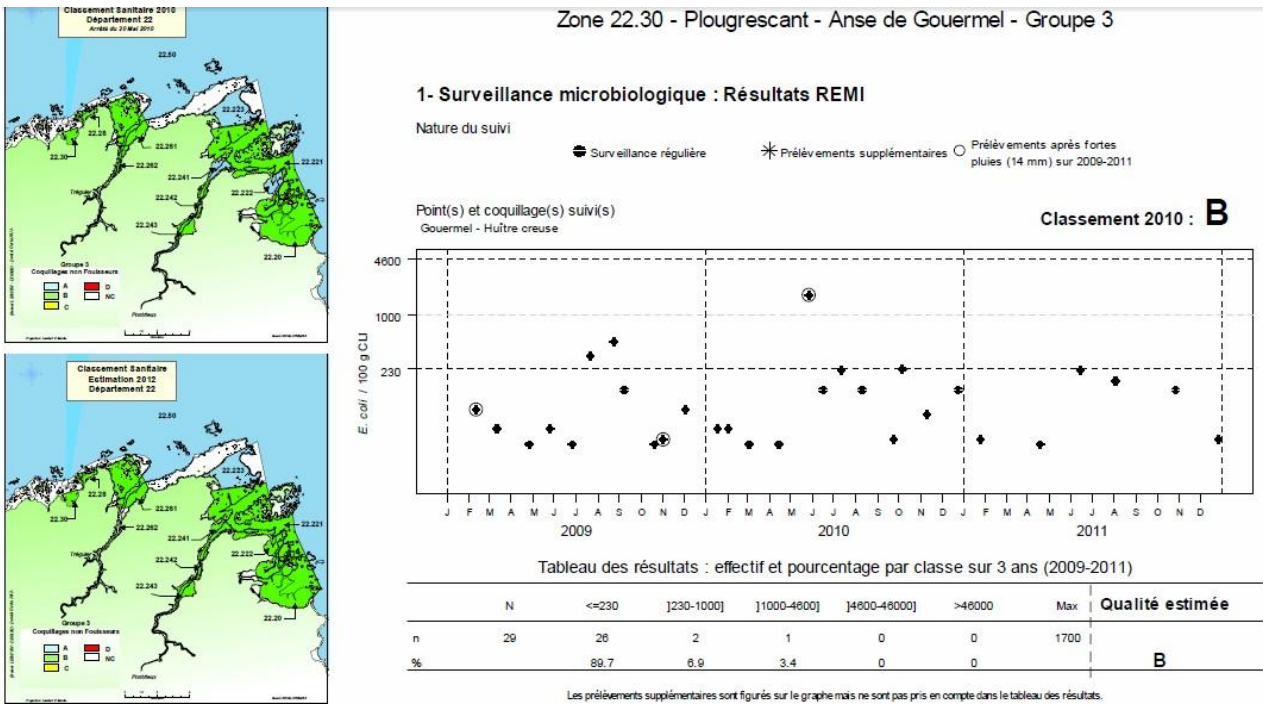 Classement Sanitaire 2010
Département 22
Arrêté du 20 Mai 2010
22.50
22.223
22.28
22.30
22.261
22.262
22.241
22.221
22.222
Tréguier
22.242
22.243
22.20
Groupe 3
Coquillages non Fouisseurs
A D
B NC
C
Pontrieux
Classement Sanitaire
Estimation 2012
Département 22
22.50
22.223
22.28
22.30
22.261
22.262
22.241
22.221
22.222
Tréguier
22.242
22.243
22.20
Groupe 3
Coquillages non Fouisseurs
A D
B NC
C
Pontrieux
Zone 22.30 - Plougrescant - Anse de Gouermel - Groupe 3
1- Surveillance microbiologique : Résultats REMI
Nature du suivi
Surveillance régulière
Prélèvements supplémentaires
Prélèvements après fortes
pluies (14 mm) sur 2009-2011
Point(s) et coquillage(s) suivi(s)
Gouermel - Huître creuse
Classement 2010 : B
E. coli / 100 g CLI
4600
1000
230
J F M A M J J A S O N D J F M A M J J A S O N D J F M A M J J A S O N D
2009 2010 2011
Tableau des résultats : effectif et pourcentage par classe sur 3 ans (2009-2011)
N <=230 ]230-1000] ]1000-4600] ]4600-46000] >46000 Max Qualité estimée
n 29 26 2 1 0 0 1700
% 89.7 6.9 3.4 0 0 B
Les prélèvements supplémentaires sont figurés sur le graphe mais ne sont pas pris en compte dans le tableau des résultats.